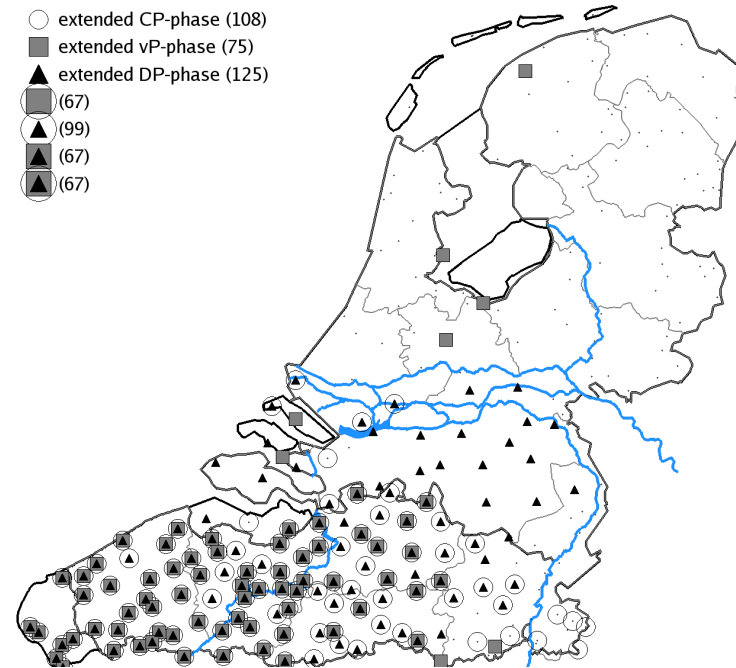 extended CP-phase (108)
extended vP-phase (75)
extended DP-phase (125)
(67)
(99)
(67)
(67)